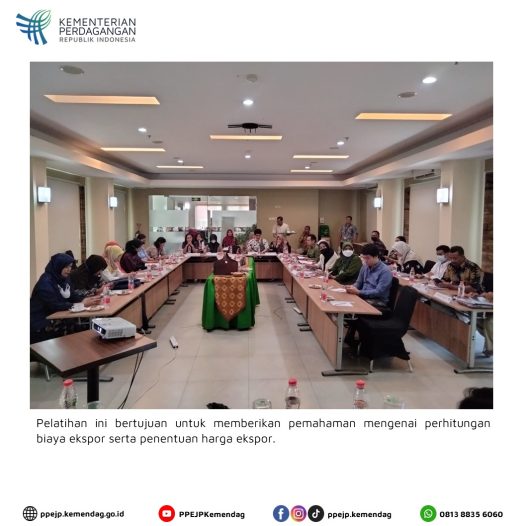 KEMENTERIAN
PERDAGANGAN
REPUBLIK INDONESIA
Pelatihan ini bertujuan untuk memberikan pemahaman mengenai perhitungan
biaya ekspor serta penentuan harga ekspor.
ppejp.kemendag.go.id PPEJPKemendag ppejp.kemendag 0813 8835 6060